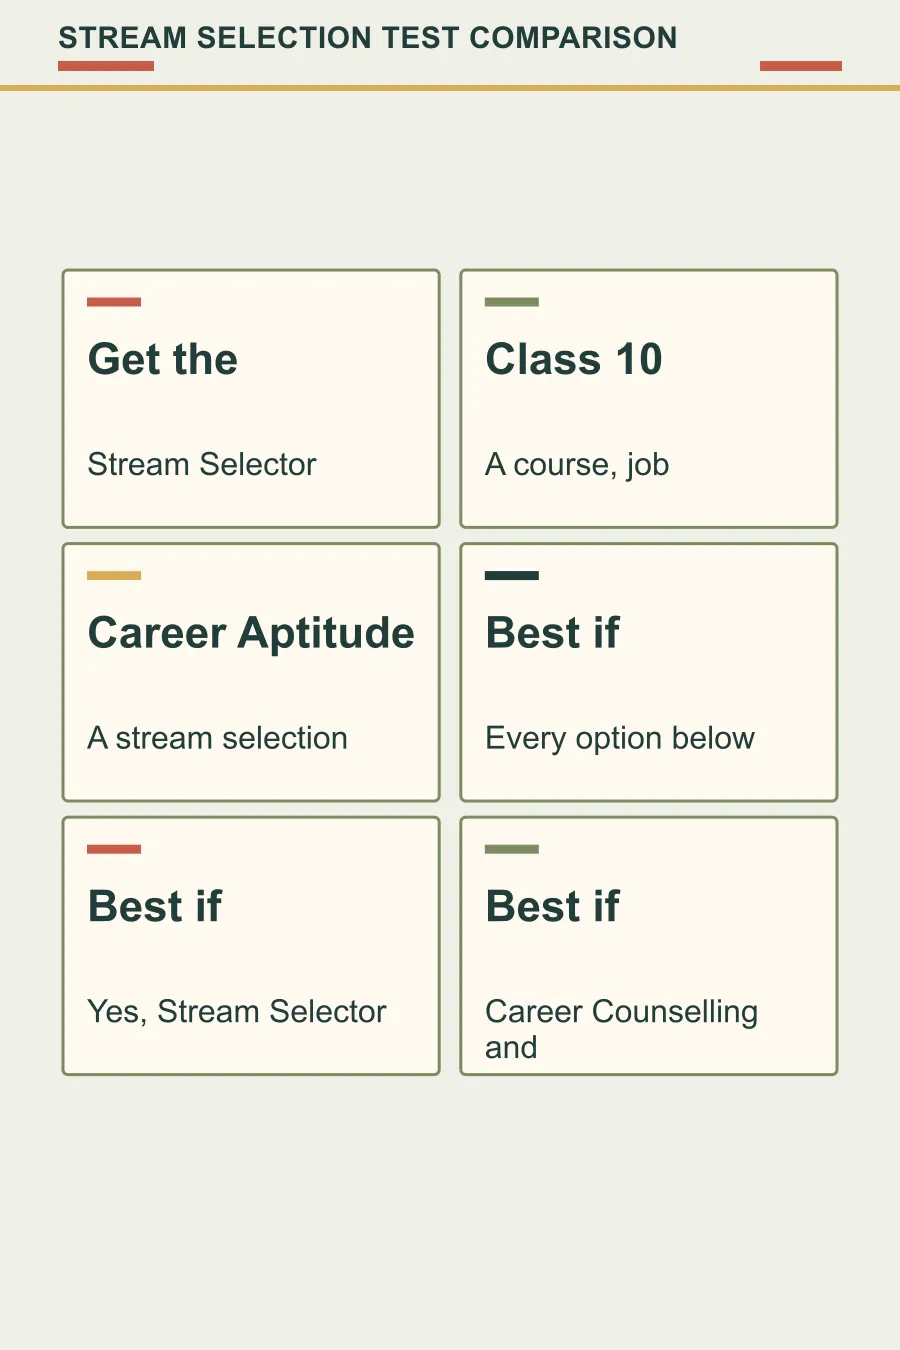 STREAM SELECTION TEST COMPARISON
Get the
Stream Selector
Class 10
A course, job
Career Aptitude
A stream selection
Best if
Every option below
Best if
Yes, Stream Selector
Best if
Career Counselling
and